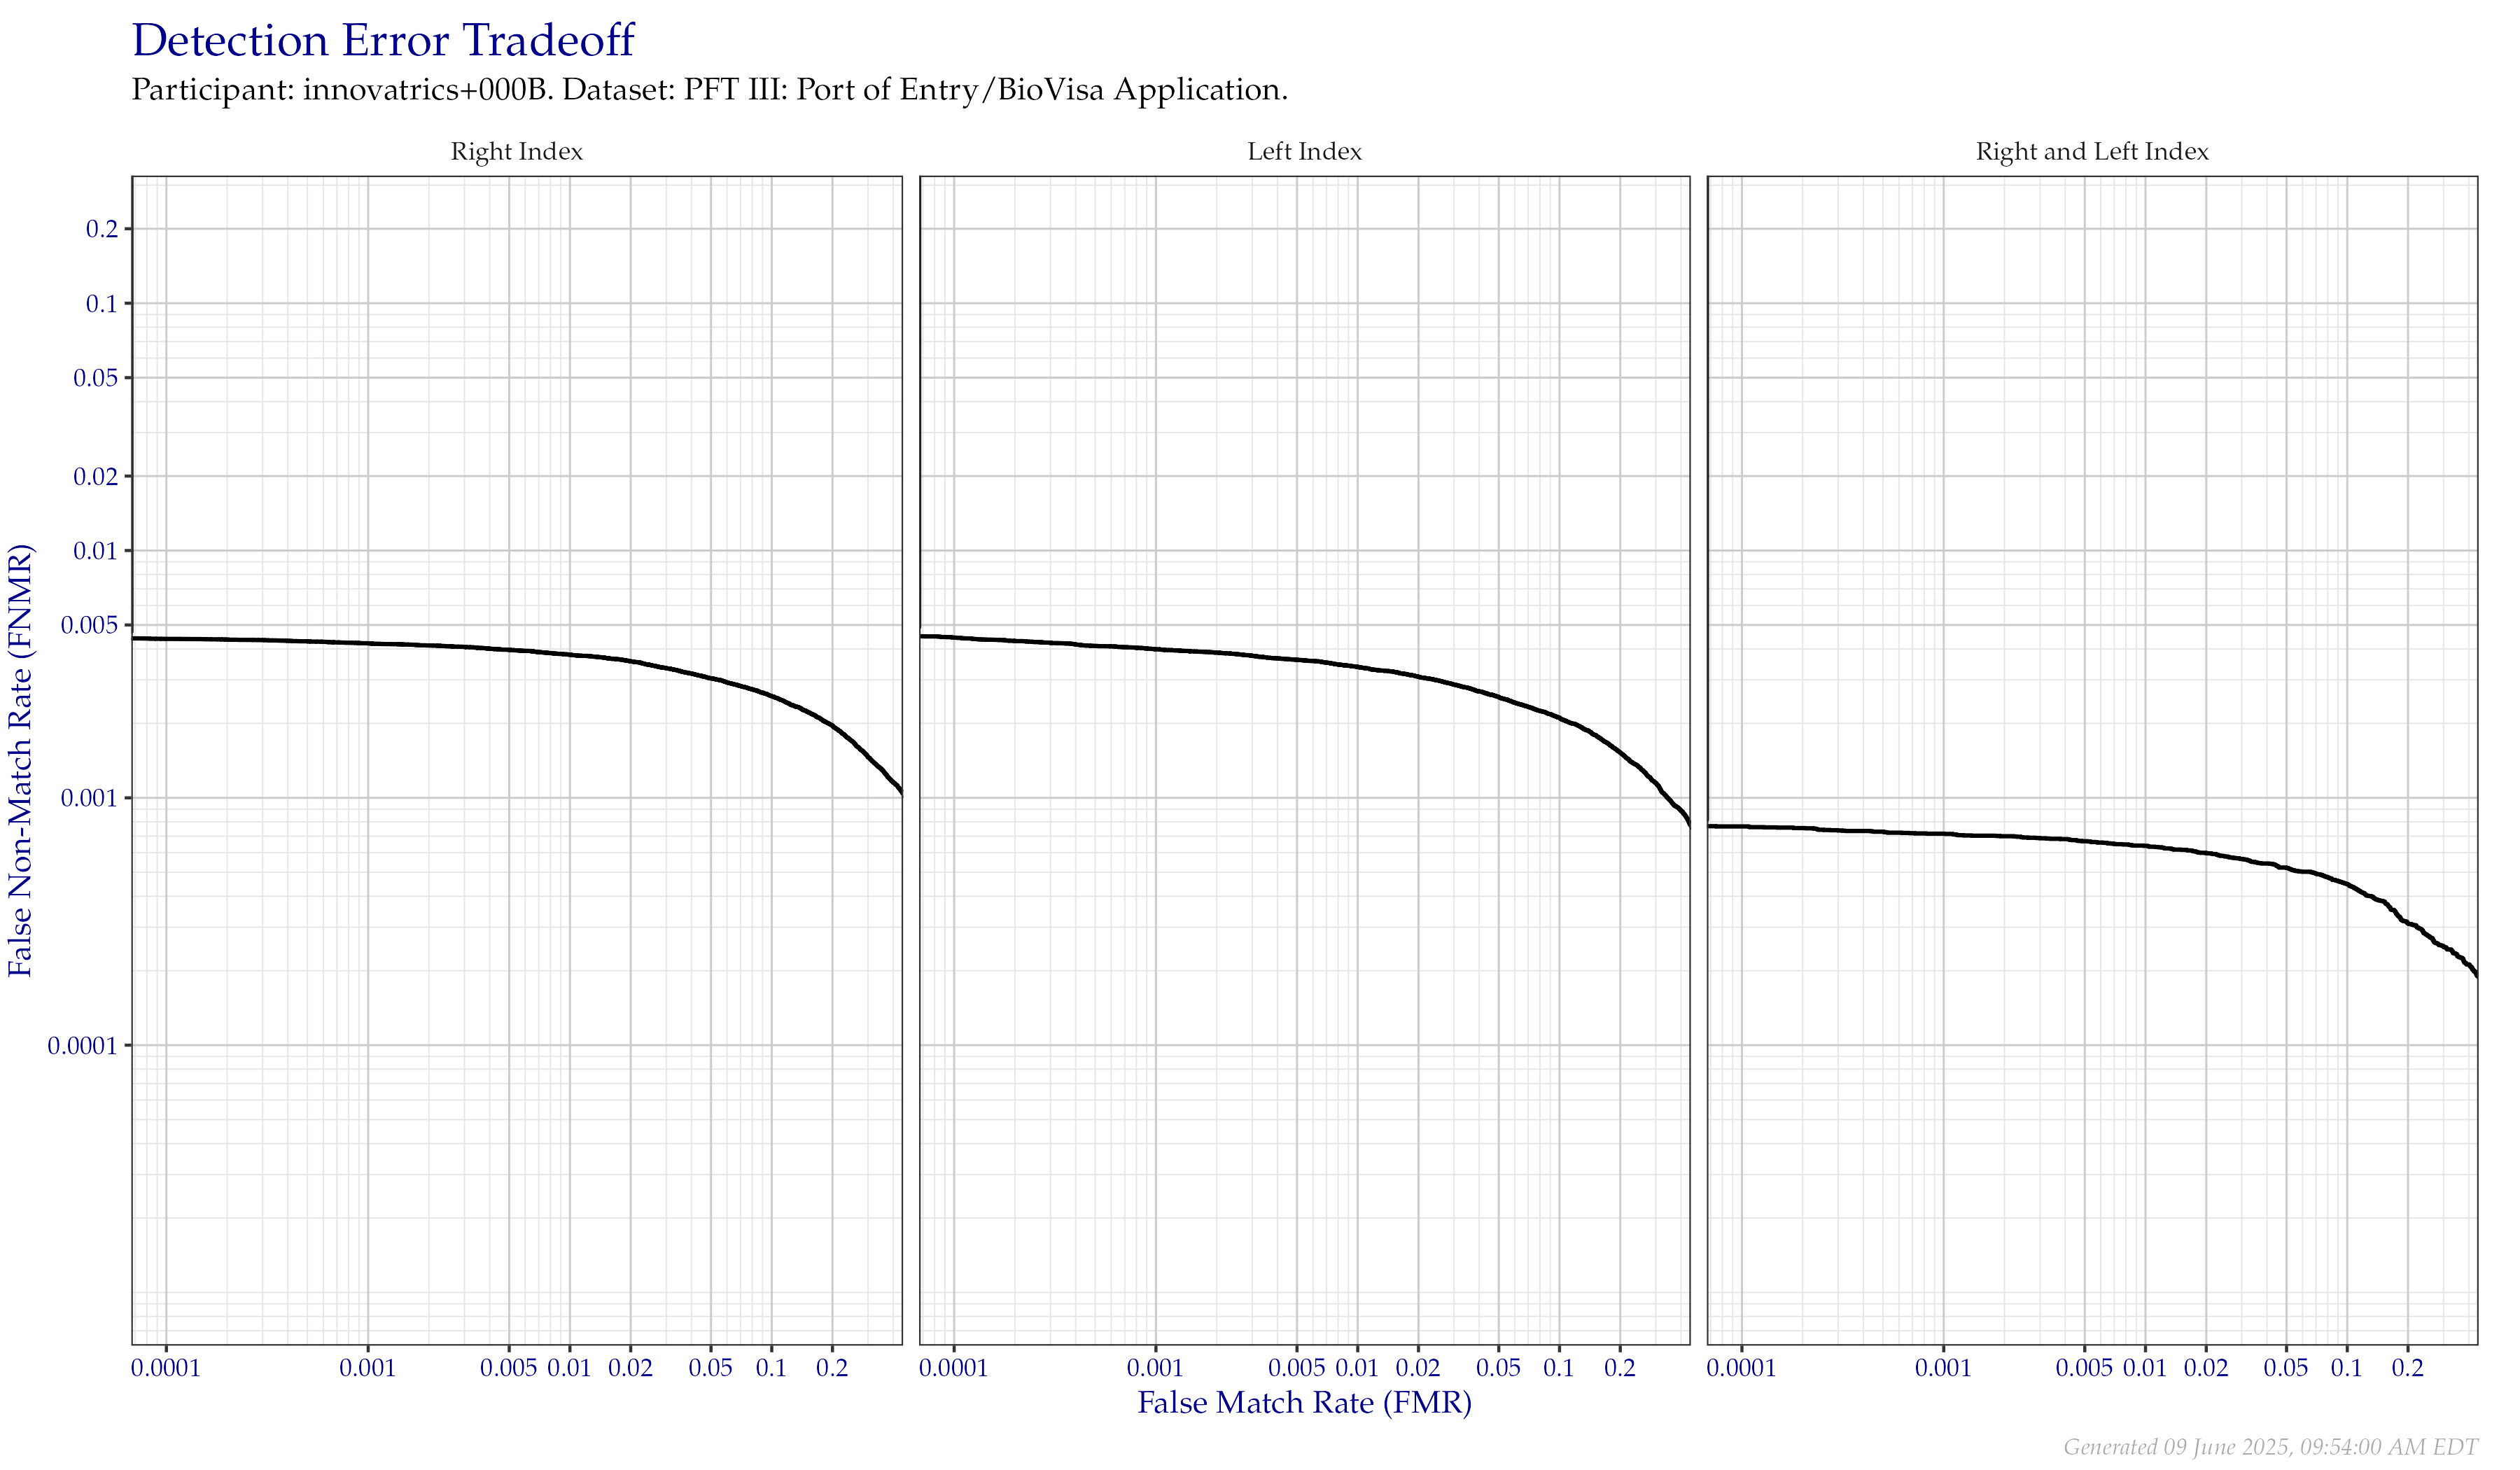 Detection Error Tradeoff
Participant: innovatrics+000B. Dataset: PFT III: Port of Entry/BioVisa Application.
Right Index
Left Index
Right and Left Index
False Non-Match Rate (FNMR)
0.2
0.1
0.05
0.02
0.01
0.005
0.001
0.0001
0.0001 0.001 0.005 0.01 0.02 0.05 0.1 0.2
0.0001 0.001 0.005 0.01 0.02 0.05 0.1 0.2
0.0001 0.001 0.005 0.01 0.02 0.05 0.1 0.2
False Match Rate (FMR)
Generated 09 June 2025, 09:54:00 AM EDT